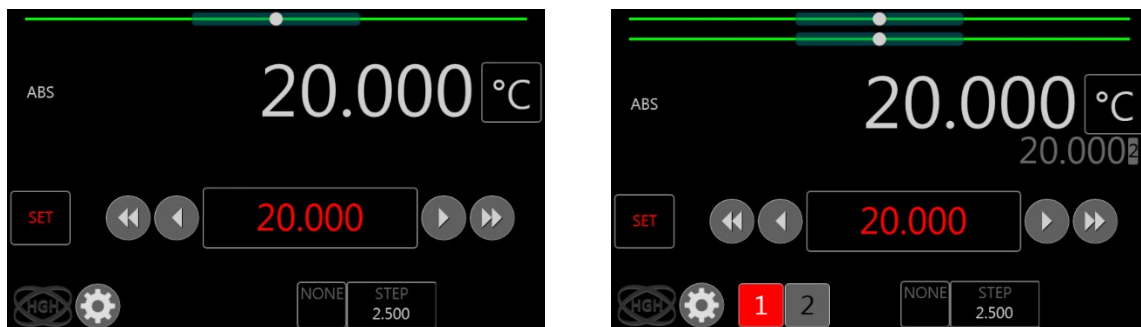 ABS
20.000
°C
SET
20.000
HGH
NONE
STEP
2.500
ABS
20.000
°C
20.000 2
SET
20.000
HGH
1
2
NONE
STEP
2.500